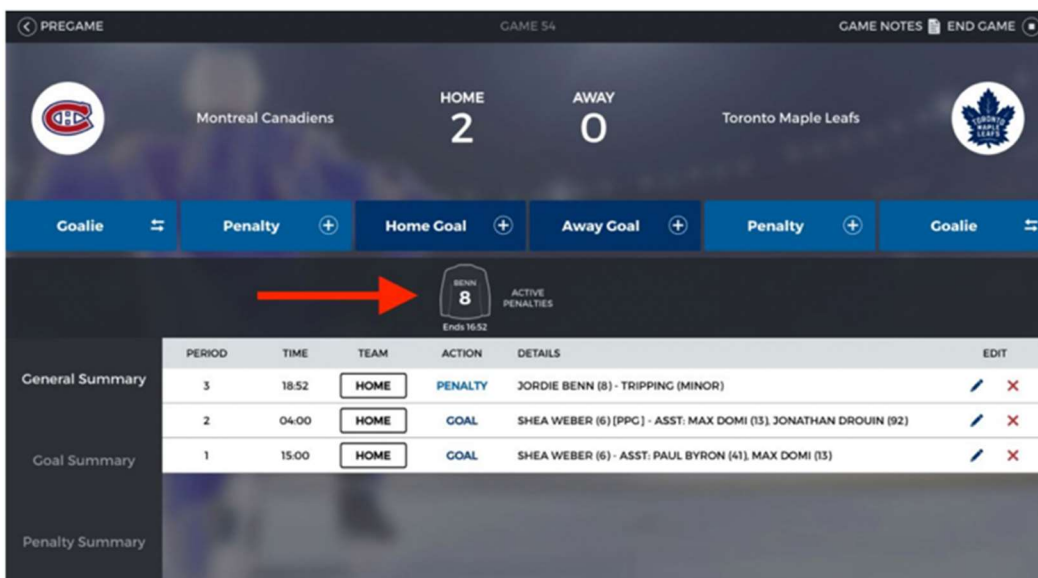 PREGAME
GAME 54
GAME NOTES
END GAME
Montreal Canadiens
HOME
2
AWAY
0
Toronto Maple Leafs
TORONTO
MAPLE
LEAFS
Goalie
Penalty
Home Goal
Away Goal
Penalty
Goalie
BENN
8
Ends 16:52
ACTIVE
PENALTIES
General Summary
Goal Summary
Penalty Summary
PERIOD TIME TEAM ACTION DETAILS EDIT
3 18:52 HOME PENALTY JORDIE BENN (8) - TRIPPING (MINOR)
2 04:00 HOME GOAL SHEA WEBER (6) [PPG] - ASST: MAX DOMI (13), JONATHAN DROUIN (92)
1 15:00 HOME GOAL SHEA WEBER (6) - ASST: PAUL BYRON (41), MAX DOMI (13)